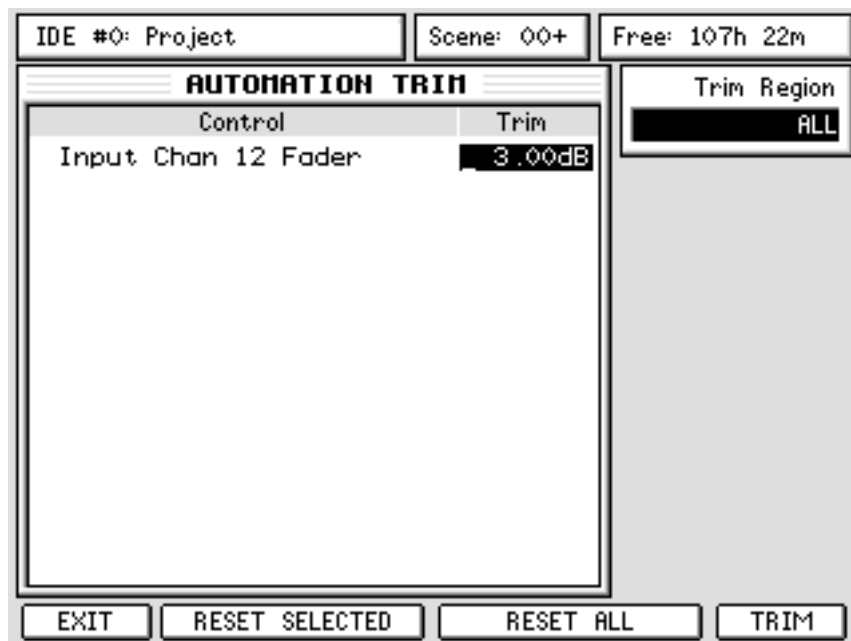 IDE #0: Project
Scene: 00+
Free: 107h 22m
AUTOMATION TRIM
Trim Region
Control Trim
ALL
Input Chan 12 Fader _ 3.00dB
EXIT RESET SELECTED RESET ALL TRIM